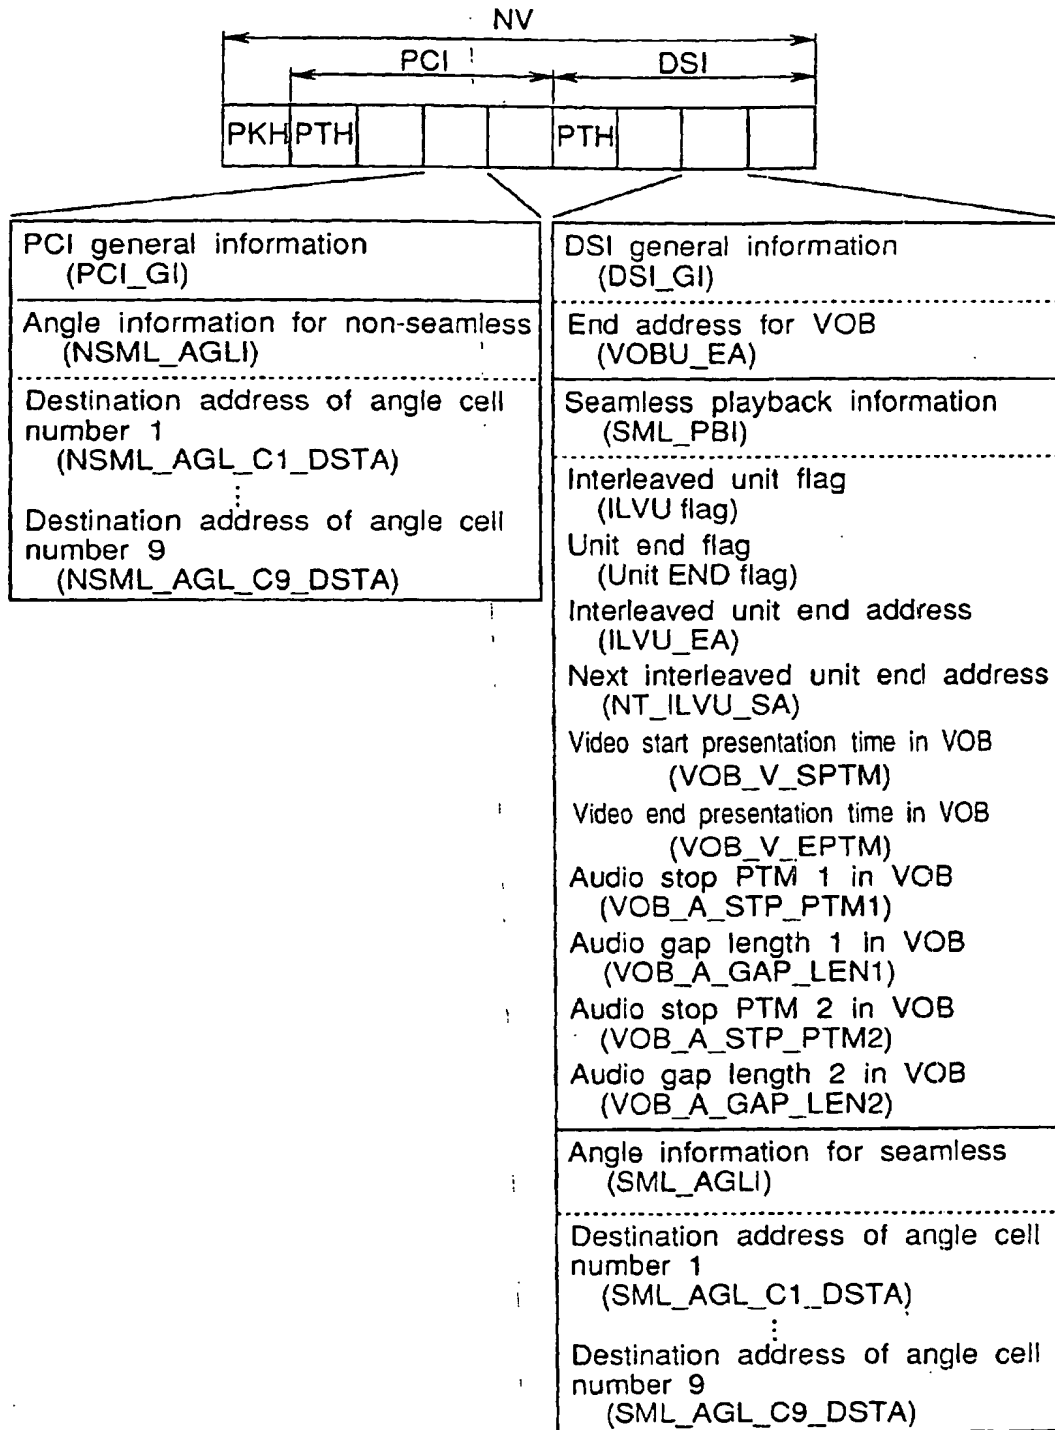 NV
PCI
DSI
PKH PTH PTH
PCI general information
(PCI_GI)
Angle information for non-seamless
(NSML_AGLI)
Destination address of angle cell
number 1
(NSML_AGL_C1_DSTA)
⋮
Destination address of angle cell
number 9
(NSML_AGL_C9_DSTA)
DSI general information
(DSI_GI)
End address for VOB
(VOBU_EA)
Seamless playback information
(SML_PBI)
Interleaved unit flag
(ILVU flag)
Unit end flag
(Unit END flag)
Interleaved unit end address
(ILVU_EA)
Next interleaved unit end address
(NT_ILVU_SA)
Video start presentation time in VOB
(VOB_V_SPTM)
Video end presentation time in VOB
(VOB_V_EPTM)
Audio stop PTM 1 in VOB
(VOB_A_STP_PTM1)
Audio gap length 1 in VOB
(VOB_A_GAP_LEN1)
Audio stop PTM 2 in VOB
(VOB_A_STP_PTM2)
Audio gap length 2 in VOB
(VOB_A_GAP_LEN2)
Angle information for seamless
(SML_AGLI)
Destination address of angle cell
number 1
(SML_AGL_C1_DSTA)
⋮
Destination address of angle cell
number 9
(SML_AGL_C9_DSTA)